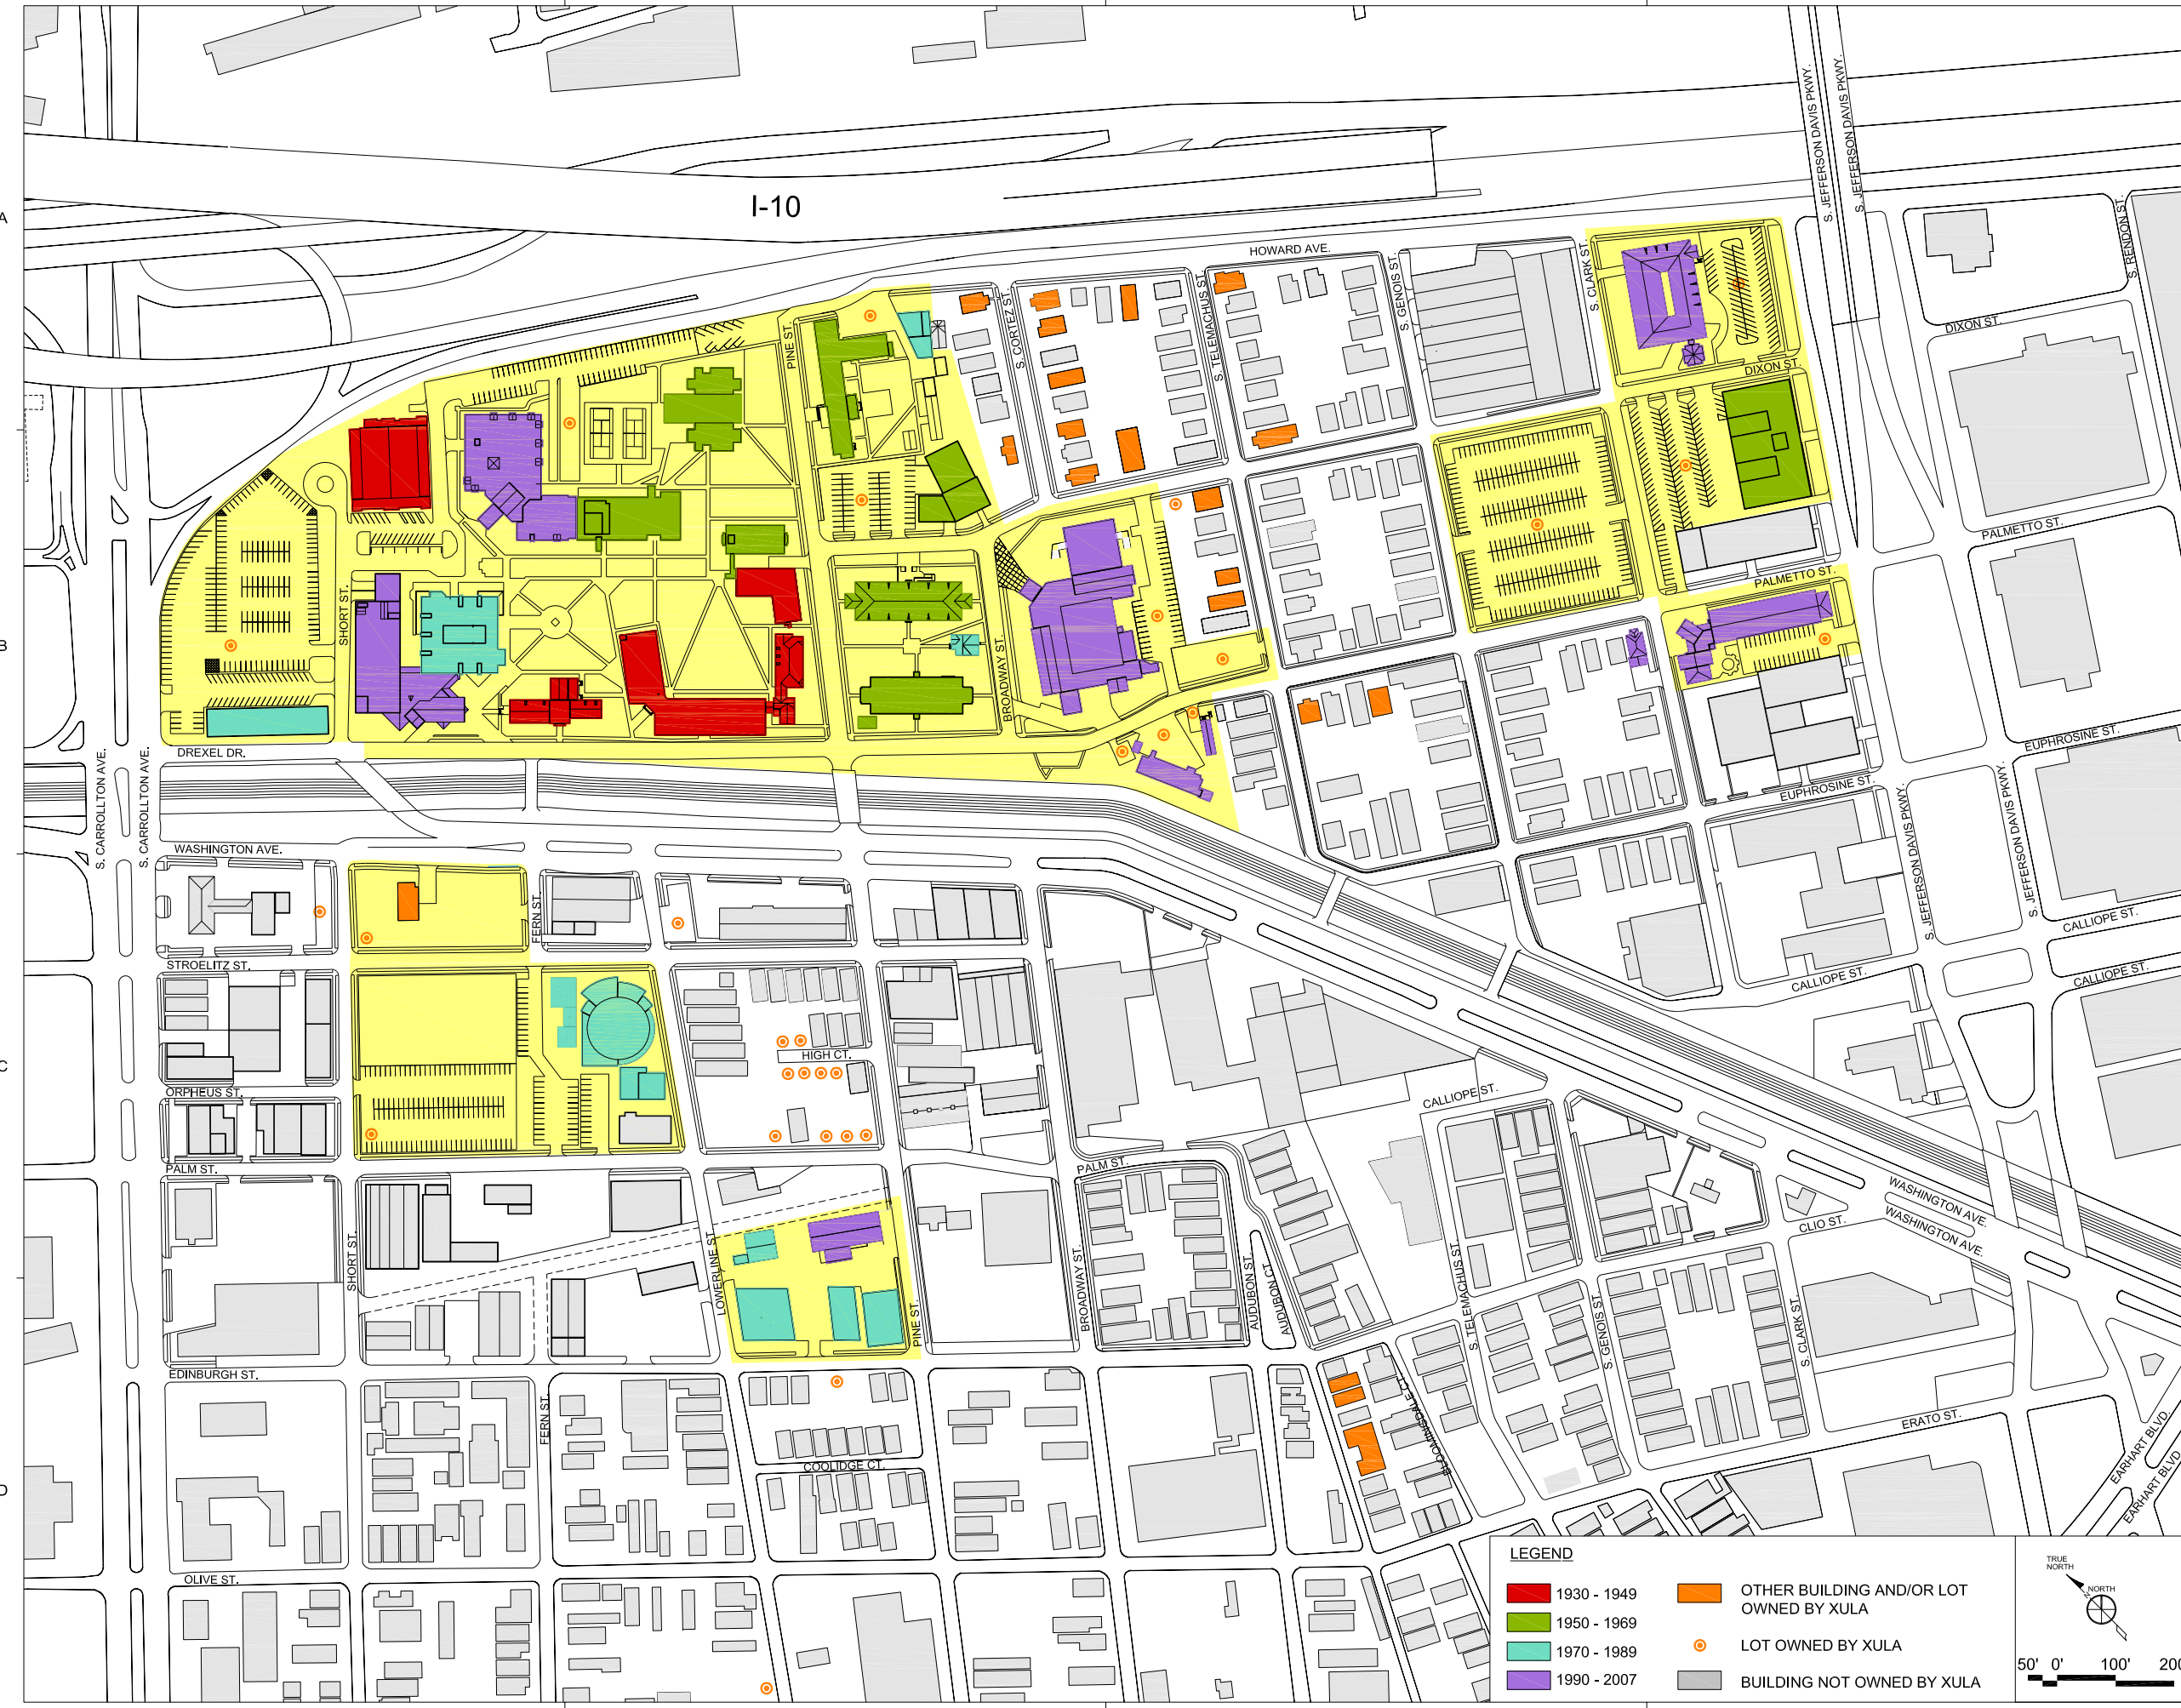 S. JEFFERSON DAVIS PKWY.
S. JEFFERSON DAVIS PKWY.
A
I-10
S. RENDON ST.
HOWARD AVE.
S. CLARK ST.
S. GENOIS ST.
S. TELEMACHUS ST.
S. CORTEZ ST.
PINE ST.
DIXON ST.
DIXON ST.
PALMETTO ST.
PALMETTO ST.
SHORT ST.
B
BROADWAY ST.
EUPHROSINE ST.
DREXEL DR.
S. CARROLLTON AVE.
S. CARROLLTON AVE.
EUPHROSINE ST.
S. JEFFERSON DAVIS PKWY.
S. JEFFERSON DAVIS PKWY.
WASHINGTON AVE.
FERN ST.
CALLIOPE ST.
STROELITZ ST.
CALLIOPE ST.
CALLIOPE ST.
HIGH CT.
C
ORPHEUS ST.
CALLIOPE ST.
PALM ST.
PALM ST.
WASHINGTON AVE.
WASHINGTON AVE.
CLIO ST.
SHORT ST.
LOWERLINE ST.
PINE ST.
BROADWAY ST.
AUDUBON ST.
AUDUBON CT.
S. TELEMACHUS ST.
S. GENOIS ST.
S. CLARK ST.
EDINBURGH ST.
FERN ST.
BLOOMINGDALE CT.
ERATO ST.
EARHART BLVD.
EARHART BLVD.
COOLIDGE CT.
D
OLIVE ST.
LEGEND
1930 - 1949
1950 - 1969
1970 - 1989
1990 - 2007
OTHER BUILDING AND/OR LOT
OWNED BY XULA
LOT OWNED BY XULA
BUILDING NOT OWNED BY XULA
TRUE
NORTH
NORTH
50' 0' 100' 200